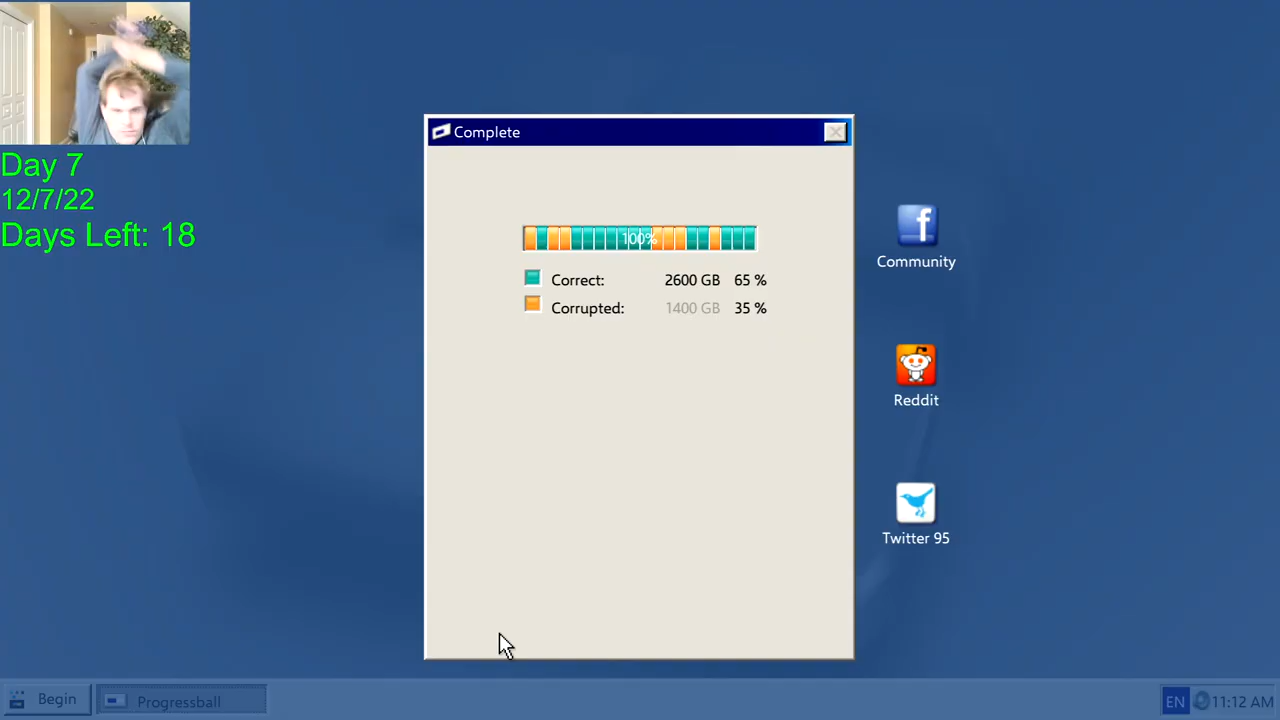 Day 7
12/7/22
Days Left: 18
Complete
100%
Correct: 2600 GB 65 %
Corrupted: 1400 GB 35 %
Community
Reddit
Twitter 95
Begin
Progressball
EN
11:12 AM